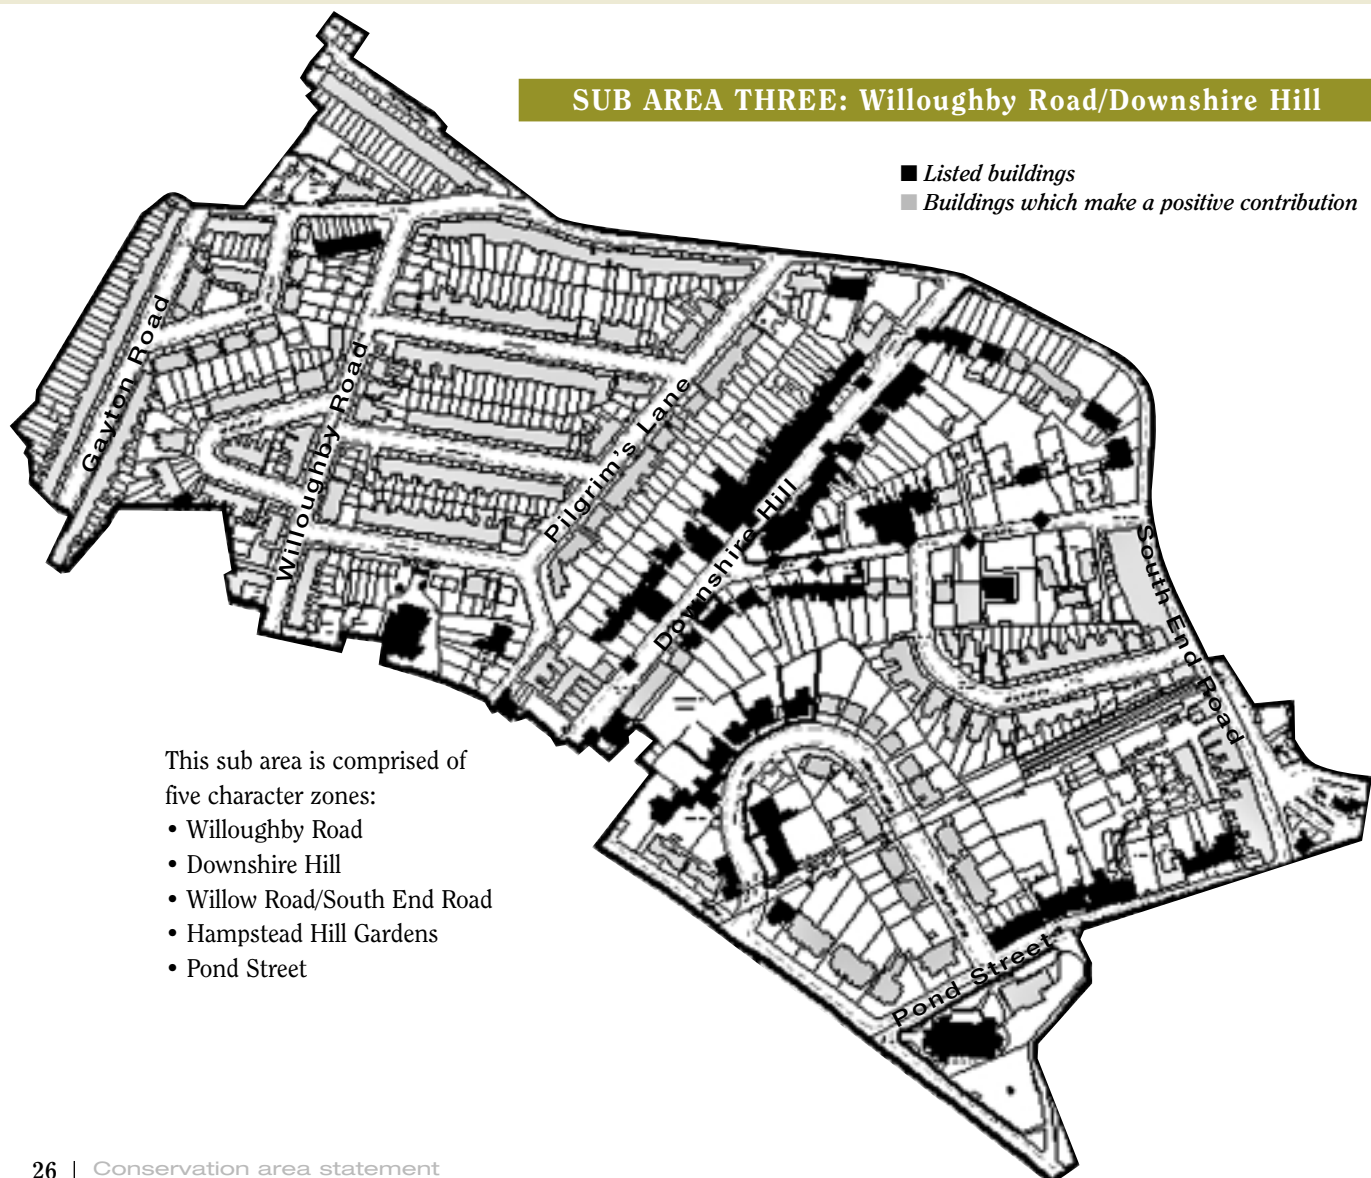 SUB AREA THREE: Willoughby Road/Downshire Hill
Listed buildings
Buildings which make a positive contribution
Gayton Road
Willoughby Road
Pilgrim's Lane
Downshire Hill
South End Road
Pond Street
This sub area is comprised of
five character zones:
• Willoughby Road
• Downshire Hill
• Willow Road/South End Road
• Hampstead Hill Gardens
• Pond Street
26 | Conservation area statement